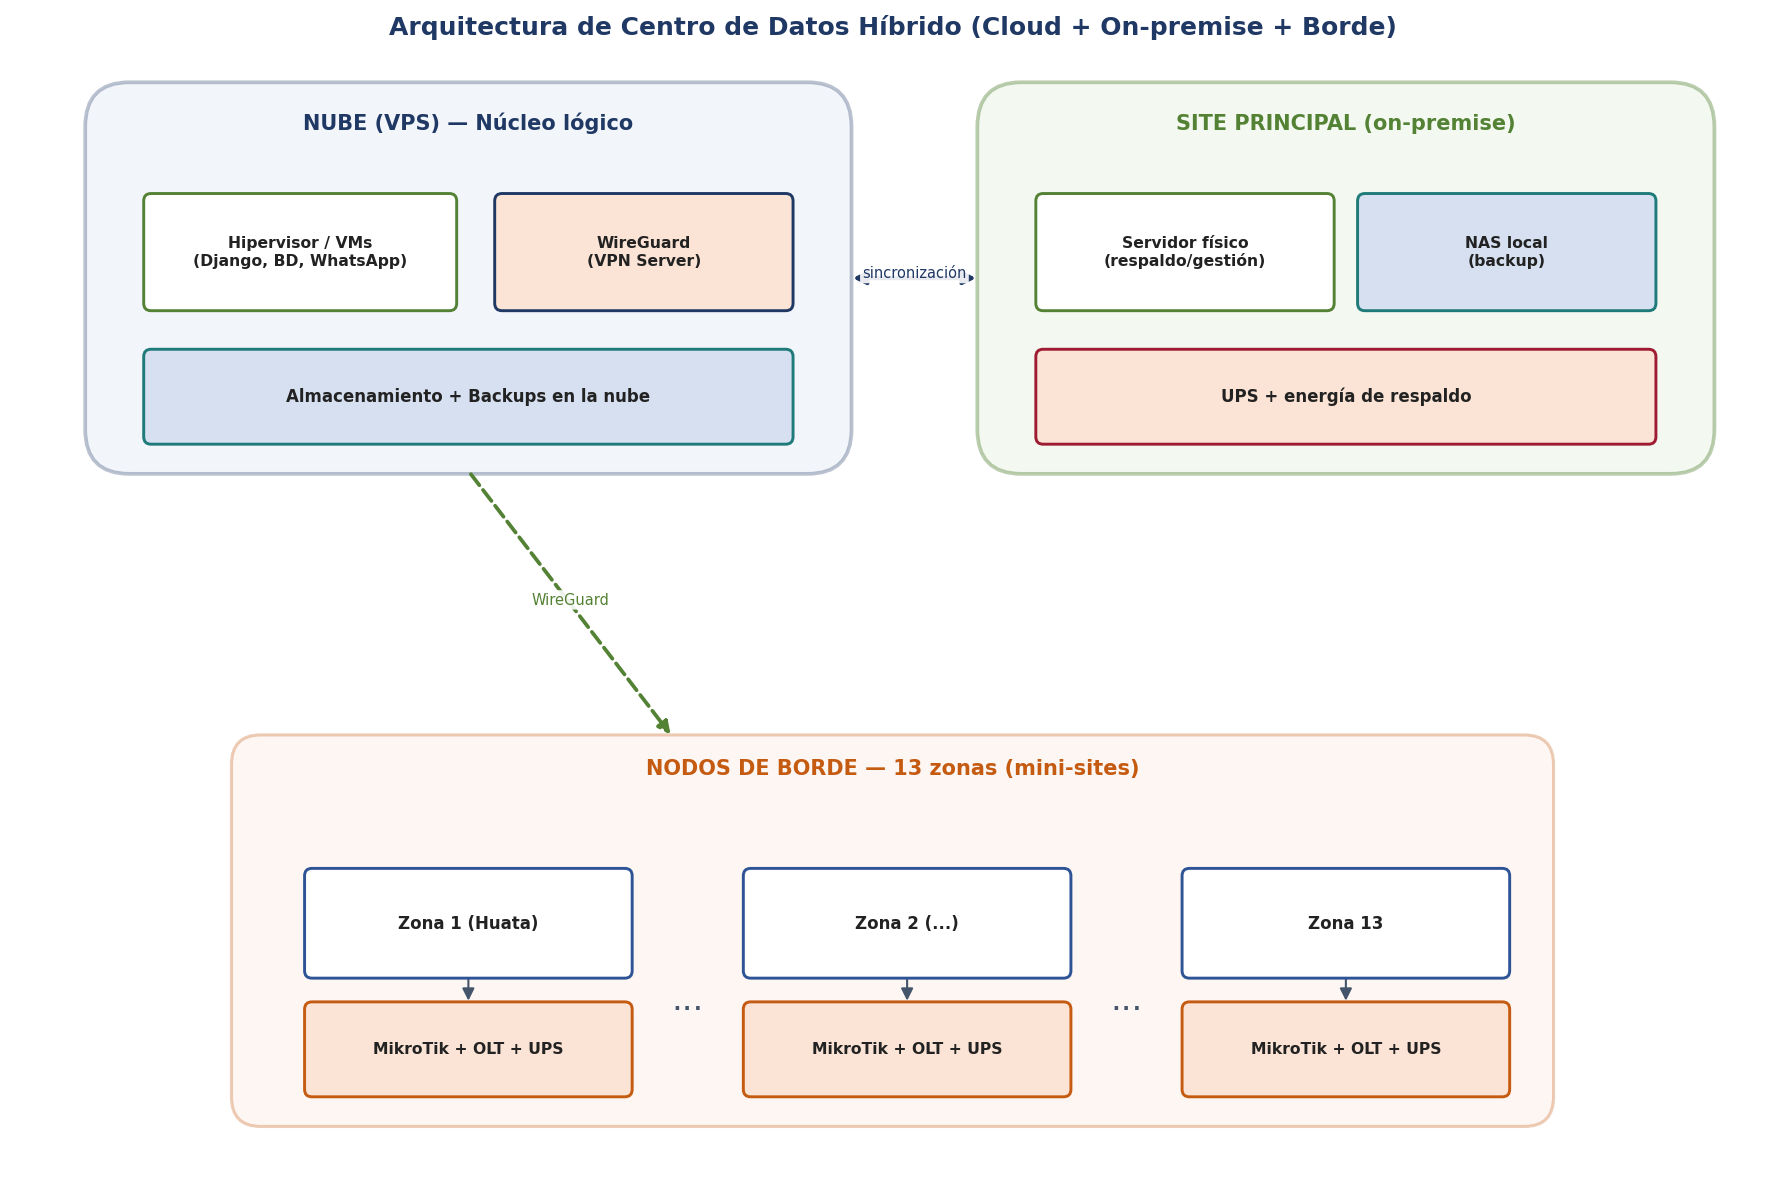 Arquitectura de Centro de Datos Híbrido (Cloud + On-premise + Borde)
NUBE (VPS) — Núcleo lógico
Hipervisor / VMs
(Django, BD, WhatsApp)
WireGuard
(VPN Server)
Almacenamiento + Backups en la nube
sincronización
SITE PRINCIPAL (on-premise)
Servidor físico
(respaldo/gestión)
NAS local
(backup)
UPS + energía de respaldo
WireGuard
NODOS DE BORDE — 13 zonas (mini-sites)
Zona 1 (Huata)
Zona 2 (...)
Zona 13
...
...
MikroTik + OLT + UPS
MikroTik + OLT + UPS
MikroTik + OLT + UPS